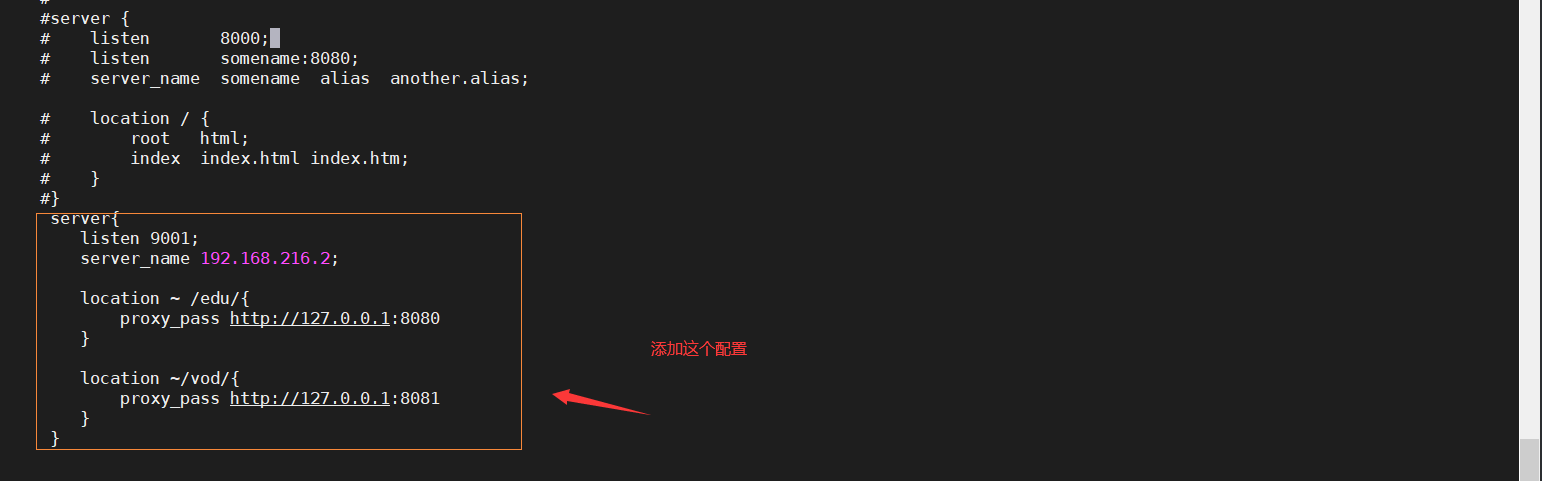 #
#server {
#    listen       8000;
#    listen       somename:8080;
#    server_name  somename  alias  another.alias;
#    location / {
#        root   html;
#        index  index.html index.htm;
#    }
#}
server{
listen 9001;
server_name 192.168.216.2;
location ~ /edu/{
proxy_pass http://127.0.0.1:8080
}
添加这个配置
location ~/vod/{
proxy_pass http://127.0.0.1:8081
}
}